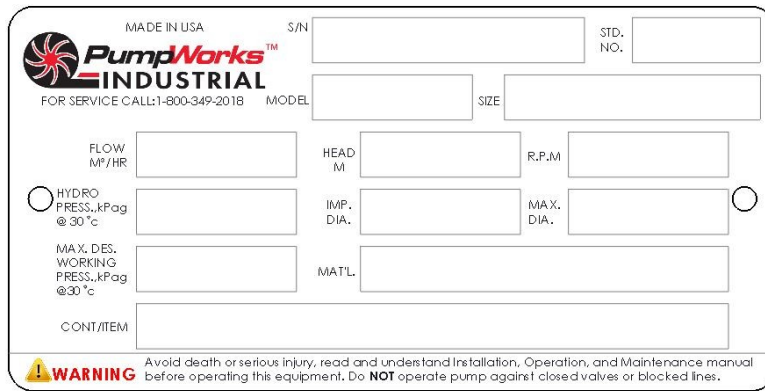 MADE IN USA
S/N
STD.
NO.
PumpWorks™
INDUSTRIAL
FOR SERVICE CALL:1-800-349-2018
MODEL
SIZE
FLOW
M³/HR
HEAD
M
R.P.M
HYDRO
PRESS.,kPag
@ 30 °c
IMP.
DIA.
MAX.
DIA.
MAX. DES.
WORKING
PRESS.,kPag
@30 °c
MAT'L.
CONT/ITEM
WARNING
Avoid death or serious injury, read and understand Installation, Operation, and Maintenance manual
before operating this equipment. Do NOT operate pump against closed valves or blocked lines.